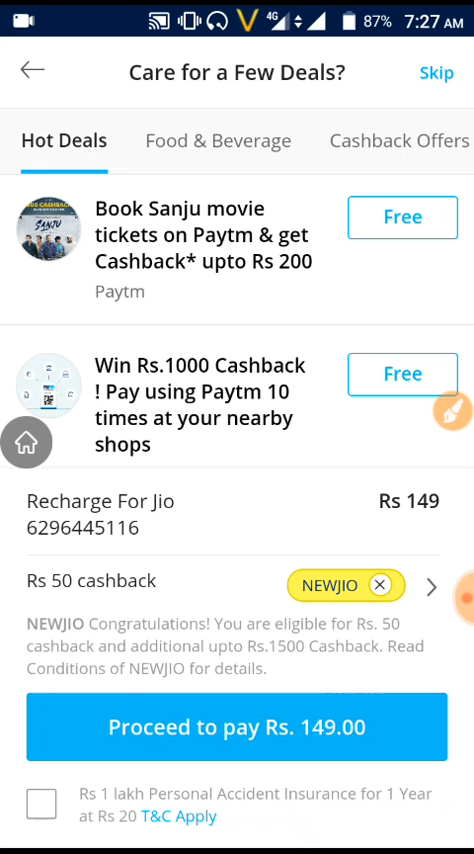 4G 87% 7:27 AM
Care for a Few Deals?
Skip
Hot Deals Food & Beverage Cashback Offers
Book Sanju movie
tickets on Paytm & get
Cashback* upto Rs 200
Paytm
Free
SANJU
Win Rs.1000 Cashback
! Pay using Paytm 10
times at your nearby
shops
Free
Recharge For Jio Rs 149
6296445116
Rs 50 cashback NEWJIO
NEWJIO Congratulations! You are eligible for Rs. 50
cashback and additional upto Rs.1500 Cashback. Read
Conditions of NEWJIO for details.
Proceed to pay Rs. 149.00
Rs 1 lakh Personal Accident Insurance for 1 Year
at Rs 20 T&C Apply